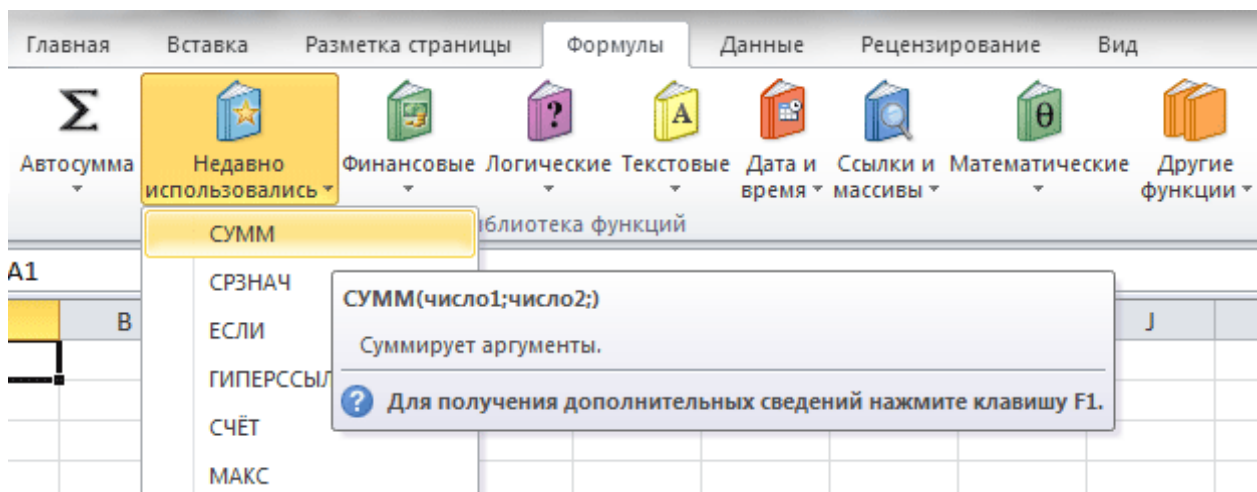 Главная Вставка Разметка страницы Формулы Данные Рецензирование Вид
Σ ? A θ
Автосумма Недавно использовались Финансовые Логические Текстовые Дата и время Ссылки и массивы Математические Другие функции
иблиотека функций
СУММ
A1
СРЗНАЧ
СУММ(число1;число2;)
B J
ЕСЛИ
Суммирует аргументы.
ГИПЕРССЫЛ
? Для получения дополнительных сведений нажмите клавишу F1.
СЧЁТ
МАКС